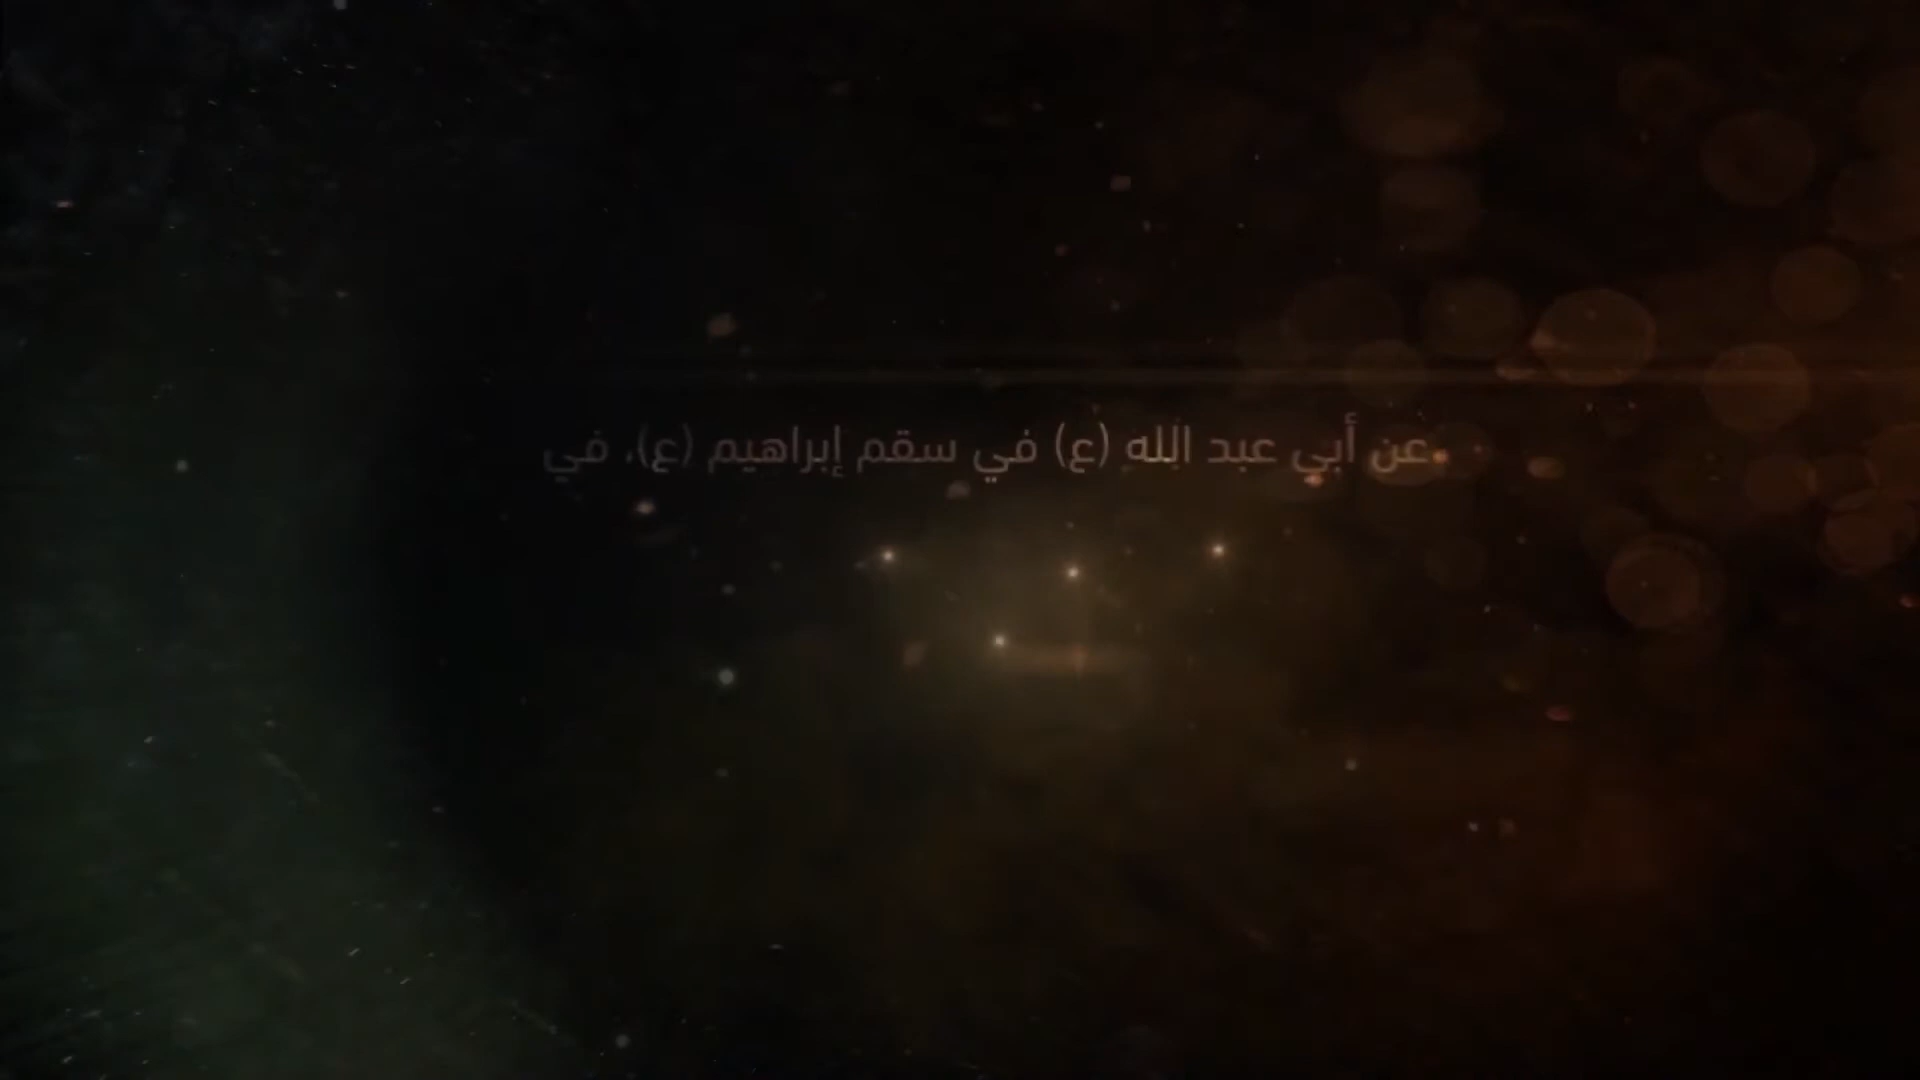 عن أبي عبد الله (ع) في سقم إبراهيم (ع)، في